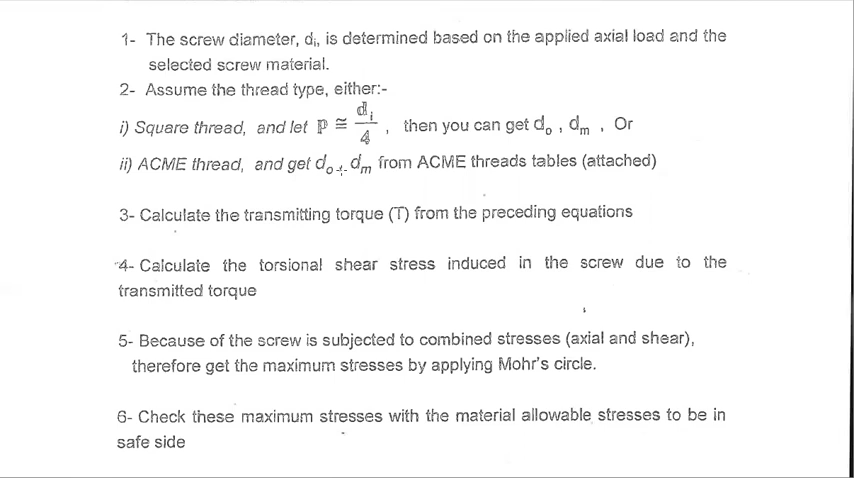 1- The screw diameter, dᵢ, is determined based on the applied axial load and the
selected screw material.
2- Assume the thread type, either:-
i) Square thread, and let p ≅ dᵢ/4 , then you can get dₒ , dₘ , Or
ii) ACME thread, and get dₒ , dₘ from ACME threads tables (attached)
3- Calculate the transmitting torque (T) from the preceding equations
4- Calculate the torsional shear stress induced in the screw due to the
transmitted torque
5- Because of the screw is subjected to combined stresses (axial and shear),
therefore get the maximum stresses by applying Mohr's circle.
6- Check these maximum stresses with the material allowable stresses to be in
safe side